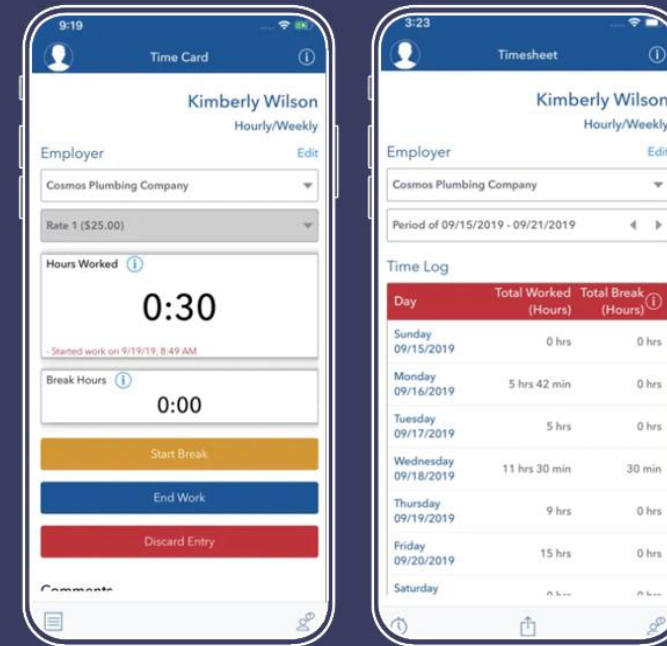 9:19
Time Card
Kimberly Wilson
Hourly/Weekly
Employer
Edit
Cosmos Plumbing Company
Rate 1 ($25.00)
Hours Worked
0:30
- Started work on 9/19/19, 8:49 AM
Break Hours
0:00
Start Break
End Work
Discard Entry
Comments
3:23
Timesheet
Kimberly Wilson
Hourly/Weekly
Employer
Edit
Cosmos Plumbing Company
Period of 09/15/2019 - 09/21/2019
Time Log
Day Total Worked (Hours) Total Break (Hours)
Sunday
09/15/2019 0 hrs 0 hrs
Monday
09/16/2019 5 hrs 42 min 0 hrs
Tuesday
09/17/2019 5 hrs 0 hrs
Wednesday
09/18/2019 11 hrs 30 min 30 min
Thursday
09/19/2019 9 hrs 0 hrs
Friday
09/20/2019 15 hrs 0 hrs
Saturday